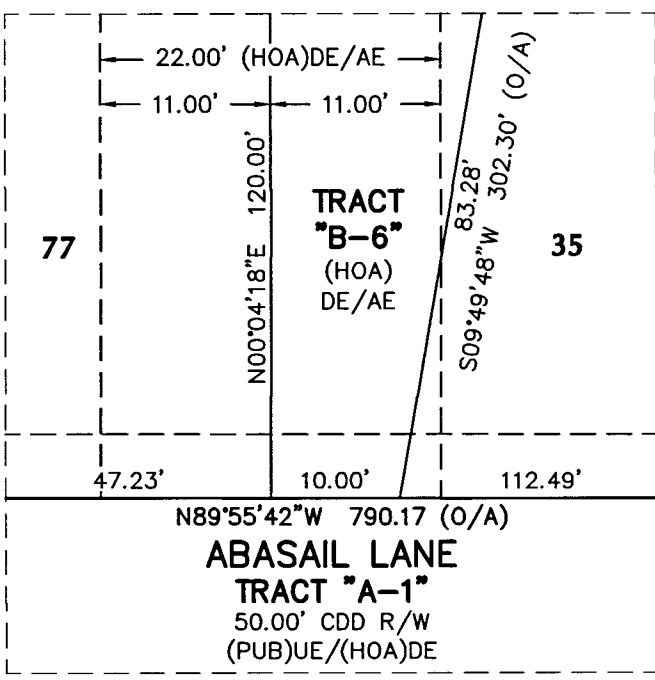 22.00' (HOA)DE/AE
11.00'
11.00'
N00°04'18"E 120.00'
TRACT
"B-6"
(HOA)
DE/AE
77
35
83.28'
S09°49'48"W 302.30' (O/A)
47.23'
10.00'
112.49'
N89°55'42"W 790.17 (O/A)
ABASAIL LANE
TRACT "A-1"
50.00' CDD R/W
(PUB)UE/(HOA)DE